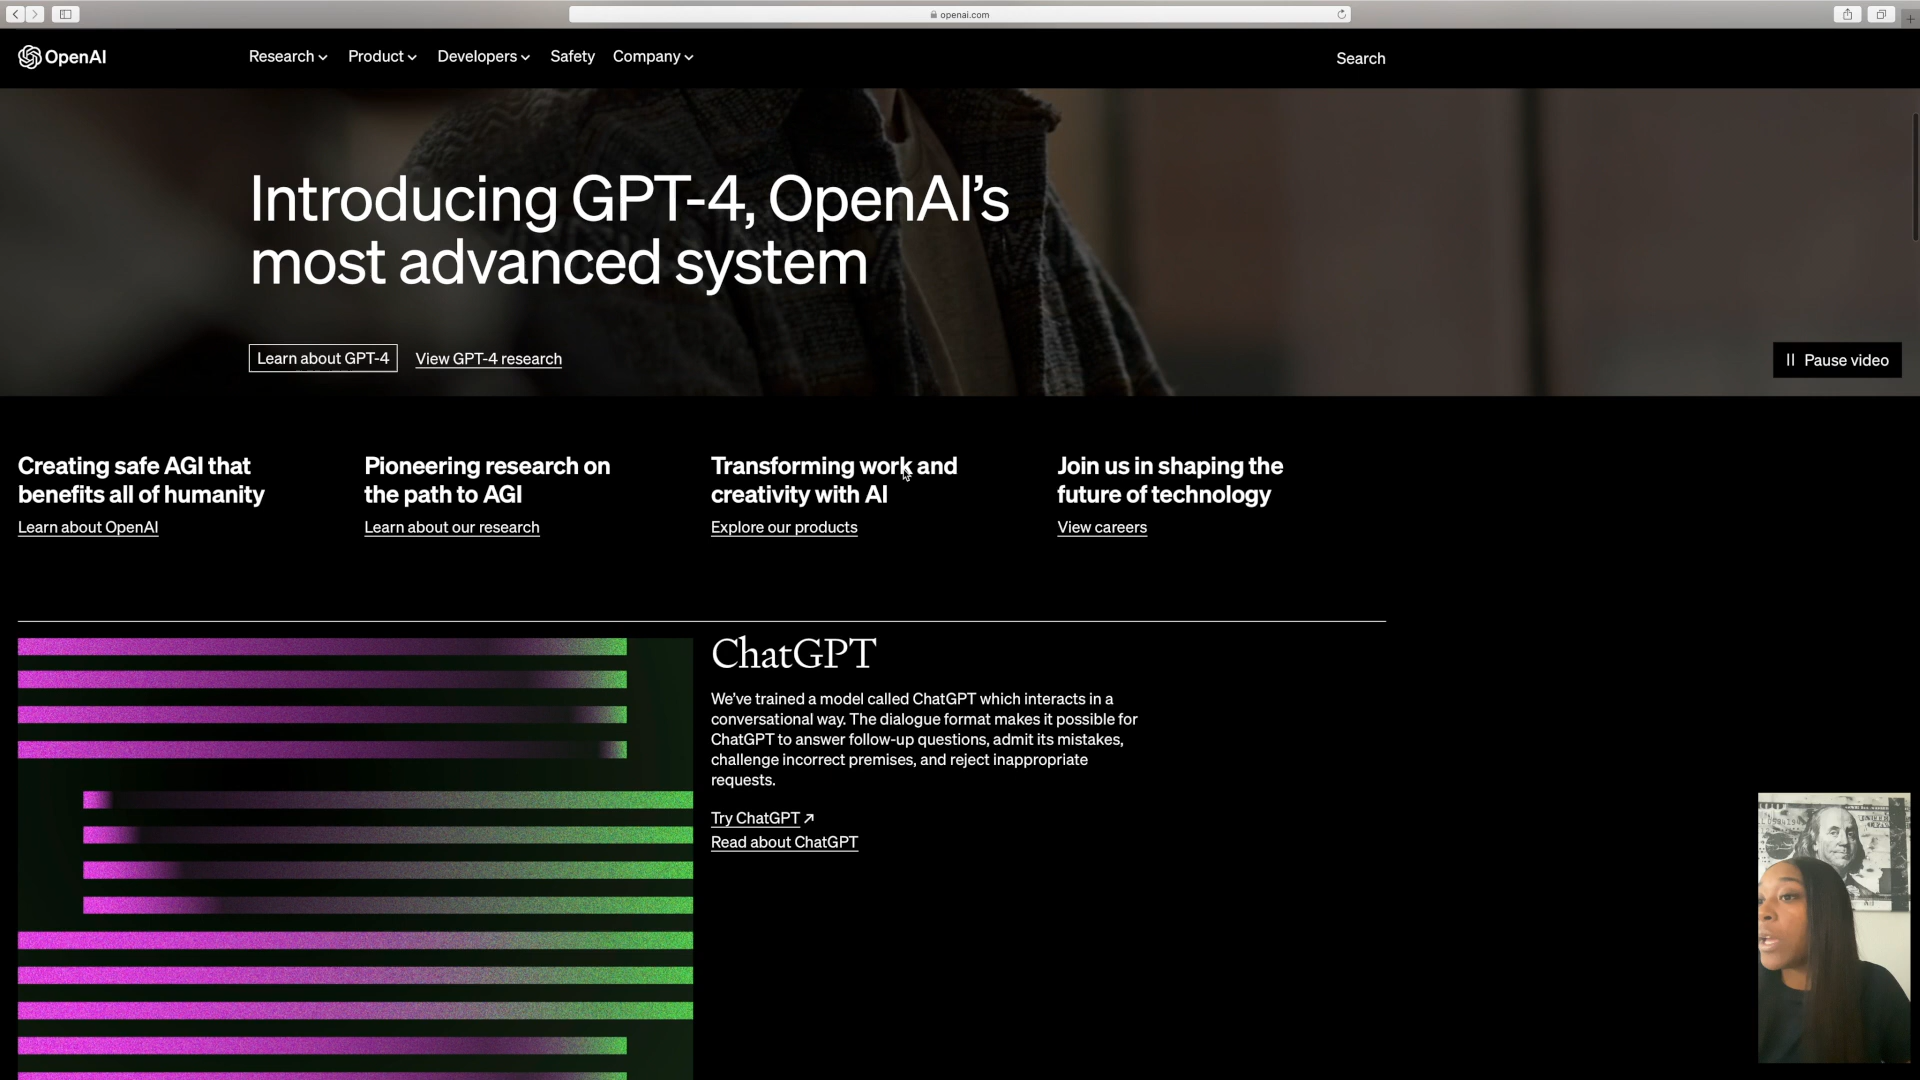 openai.com
OpenAI
Research
Product
Developers
Safety
Company
Search
Introducing GPT-4, OpenAI’s
most advanced system
Learn about GPT-4
View GPT-4 research
Pause video
Creating safe AGI that
benefits all of humanity
Learn about OpenAI
Pioneering research on
the path to AGI
Learn about our research
Transforming work and
creativity with AI
Explore our products
Join us in shaping the
future of technology
View careers
ChatGPT
We’ve trained a model called ChatGPT which interacts in a
conversational way. The dialogue format makes it possible for
ChatGPT to answer follow-up questions, admit its mistakes,
challenge incorrect premises, and reject inappropriate
requests.
Try ChatGPT
Read about ChatGPT